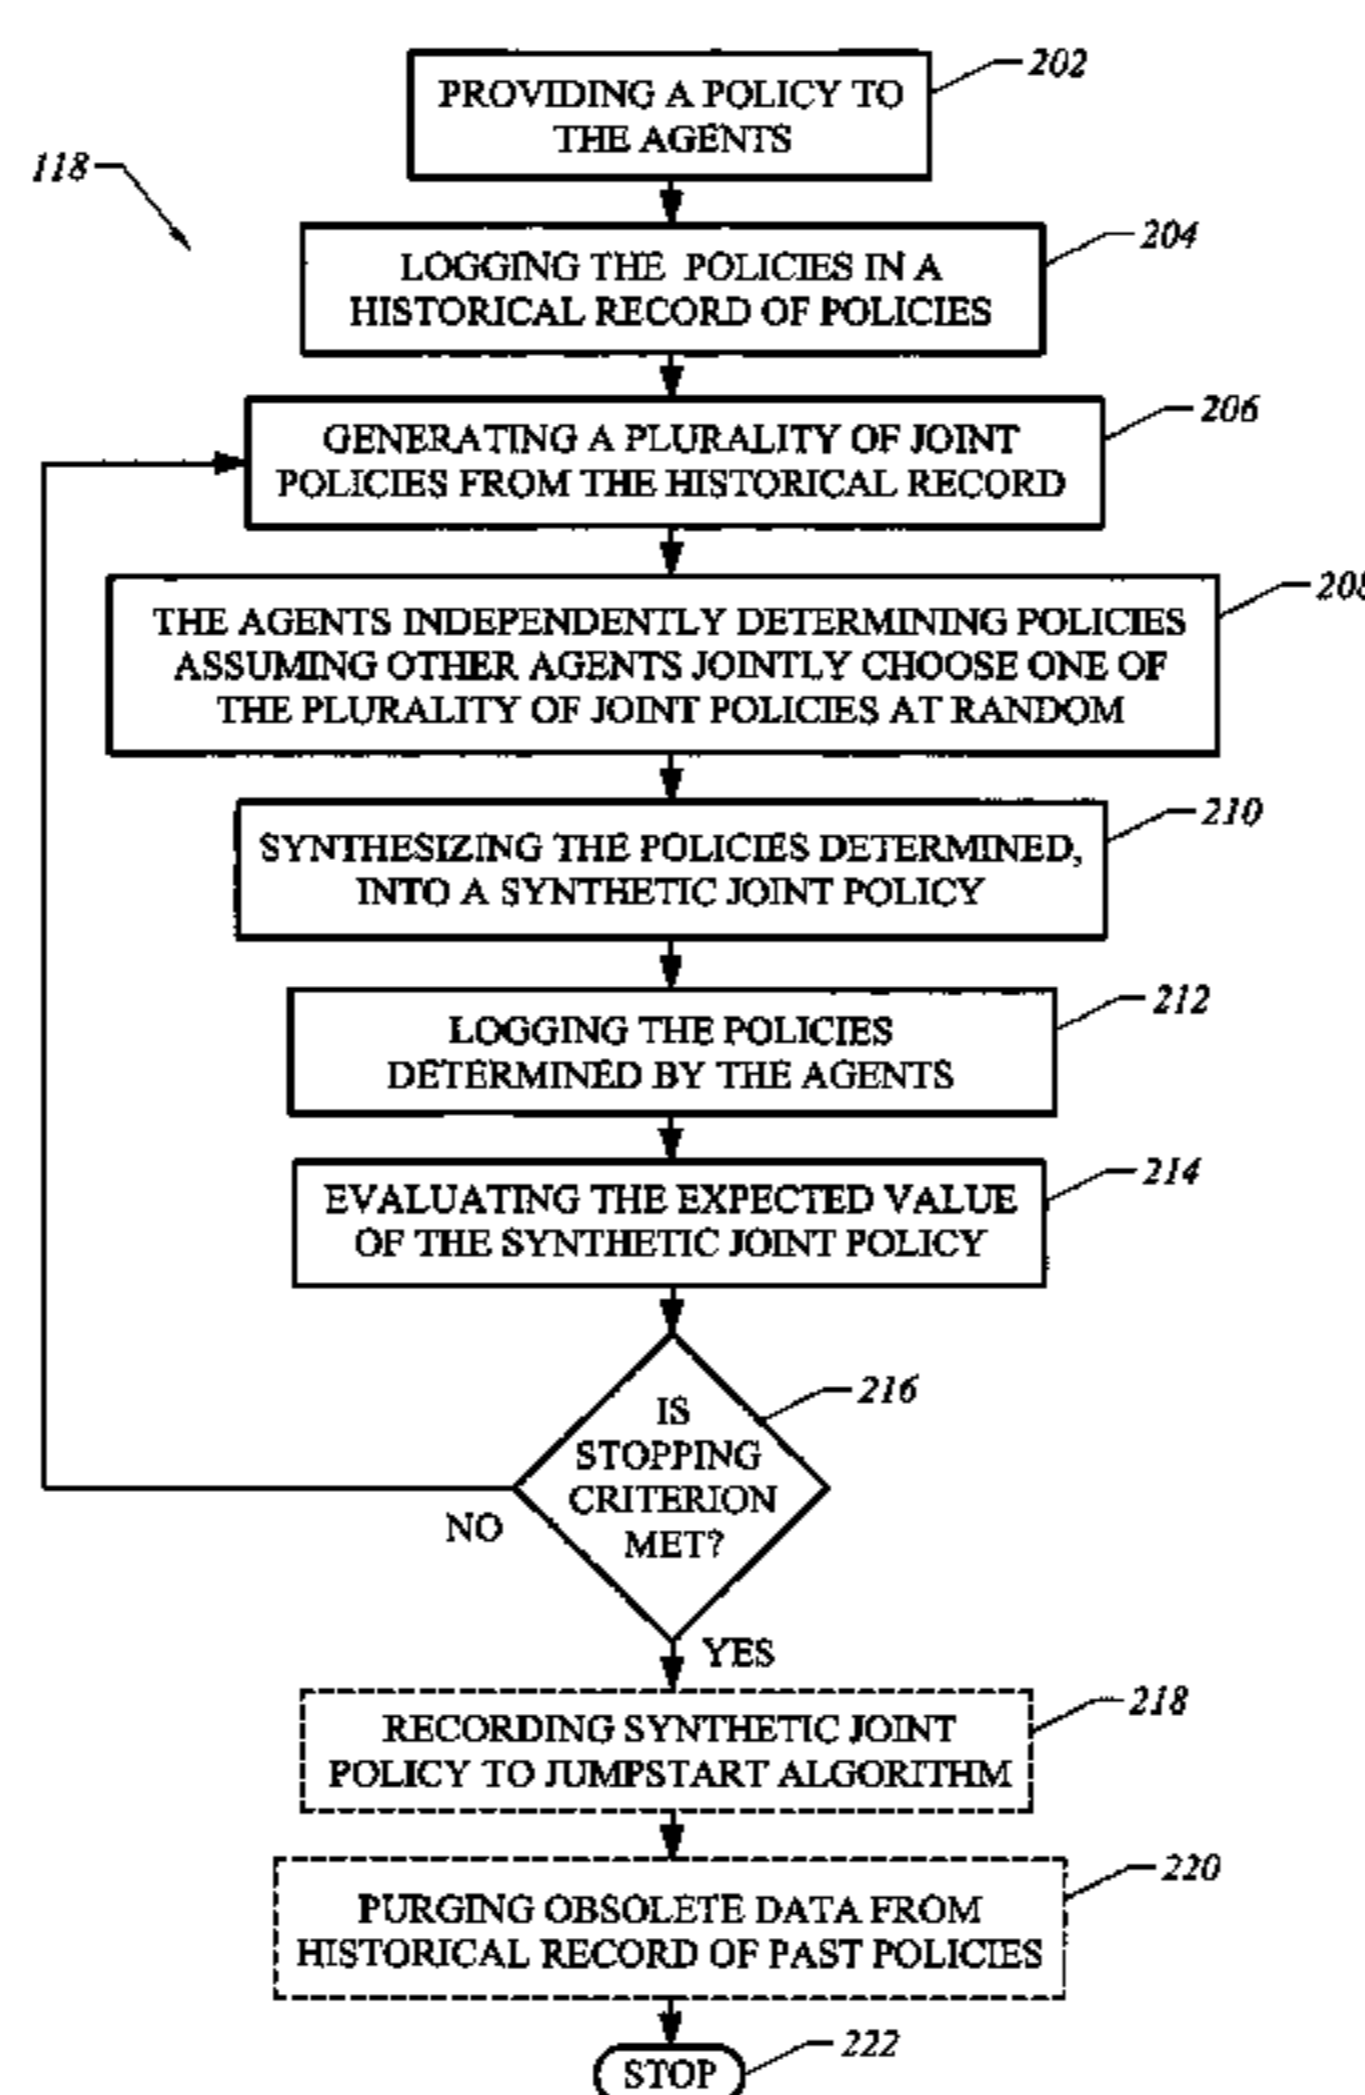 202
PROVIDING A POLICY TO
THE AGENTS
118
204
LOGGING THE POLICIES IN A
HISTORICAL RECORD OF POLICIES
206
GENERATING A PLURALITY OF JOINT
POLICIES FROM THE HISTORICAL RECORD
208
THE AGENTS INDEPENDENTLY DETERMINING POLICIES
ASSUMING OTHER AGENTS JOINTLY CHOOSE ONE OF
THE PLURALITY OF JOINT POLICIES AT RANDOM
210
SYNTHESIZING THE POLICIES DETERMINED,
INTO A SYNTHETIC JOINT POLICY
212
LOGGING THE POLICIES
DETERMINED BY THE AGENTS
214
EVALUATING THE EXPECTED VALUE
OF THE SYNTHETIC JOINT POLICY
216
IS
STOPPING
CRITERION
MET?
NO
YES
218
RECORDING SYNTHETIC JOINT
POLICY TO JUMPSTART ALGORITHM
220
PURGING OBSOLETE DATA FROM
HISTORICAL RECORD OF PAST POLICIES
222
STOP